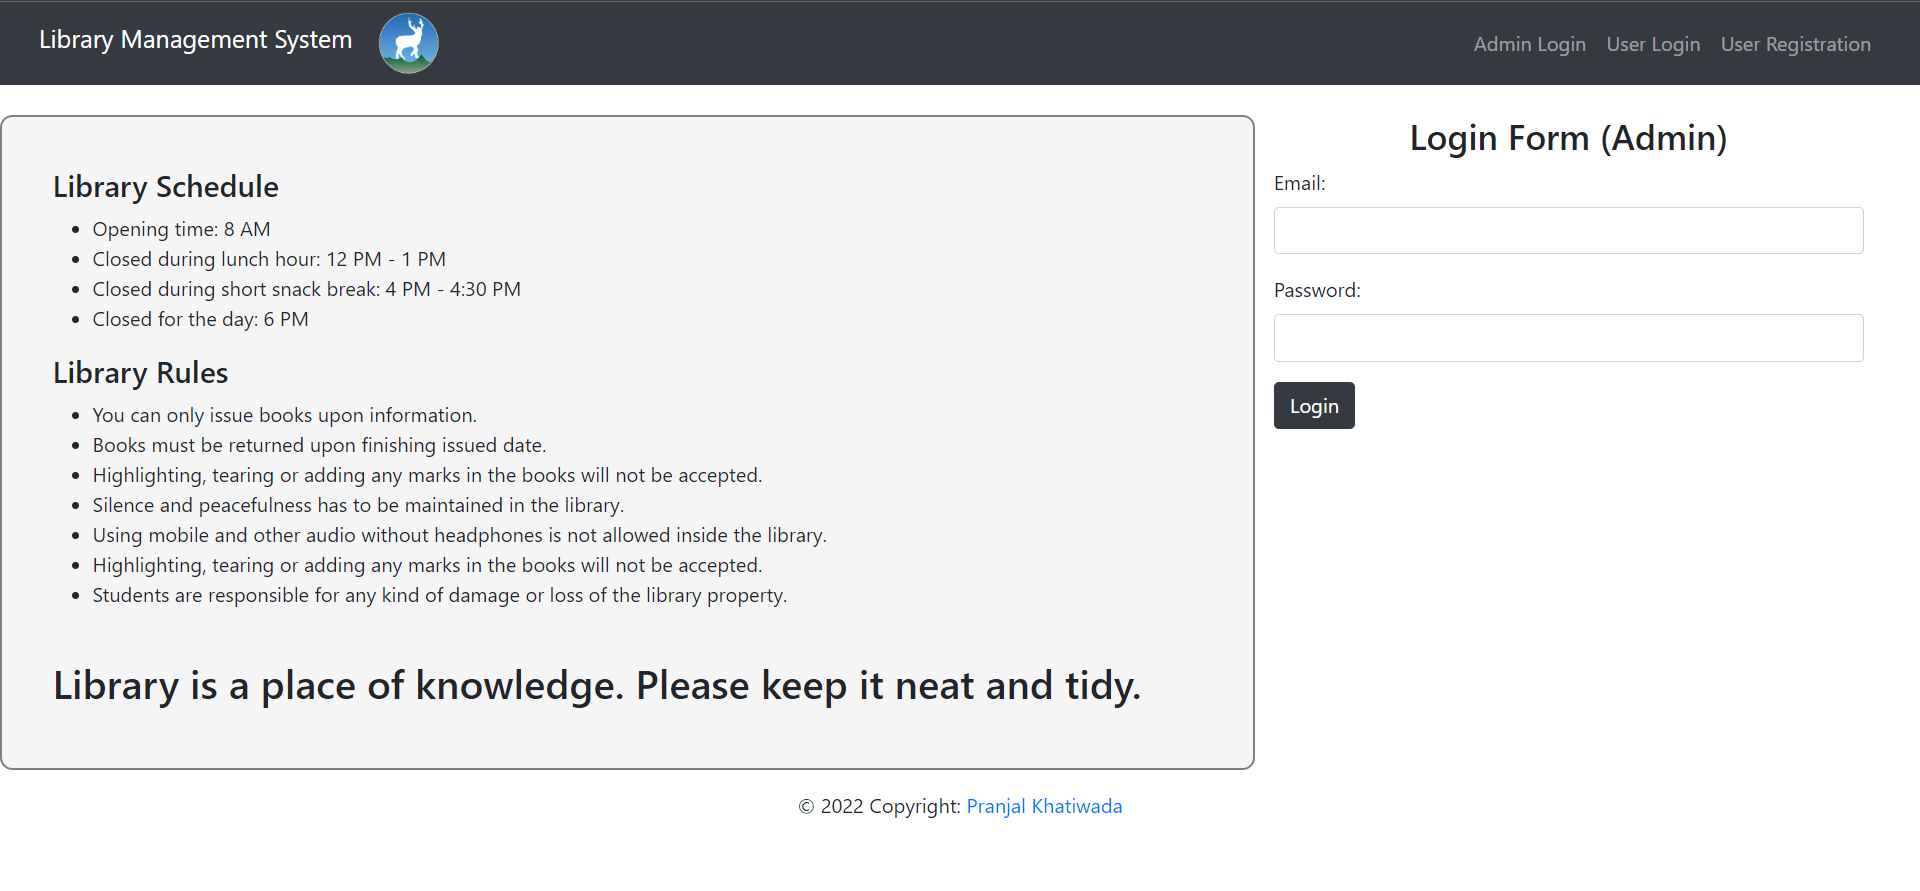 Library Management System
Admin Login User Login User Registration
Library Schedule
Opening time: 8 AM
Closed during lunch hour: 12 PM - 1 PM
Closed during short snack break: 4 PM - 4:30 PM
Closed for the day: 6 PM
Library Rules
You can only issue books upon information.
Books must be returned upon finishing issued date.
Highlighting, tearing or adding any marks in the books will not be accepted.
Silence and peacefulness has to be maintained in the library.
Using mobile and other audio without headphones is not allowed inside the library.
Highlighting, tearing or adding any marks in the books will not be accepted.
Students are responsible for any kind of damage or loss of the library property.
Library is a place of knowledge. Please keep it neat and tidy.
Login Form (Admin)
Email:
Password:
Login
© 2022 Copyright: Pranjal Khatiwada